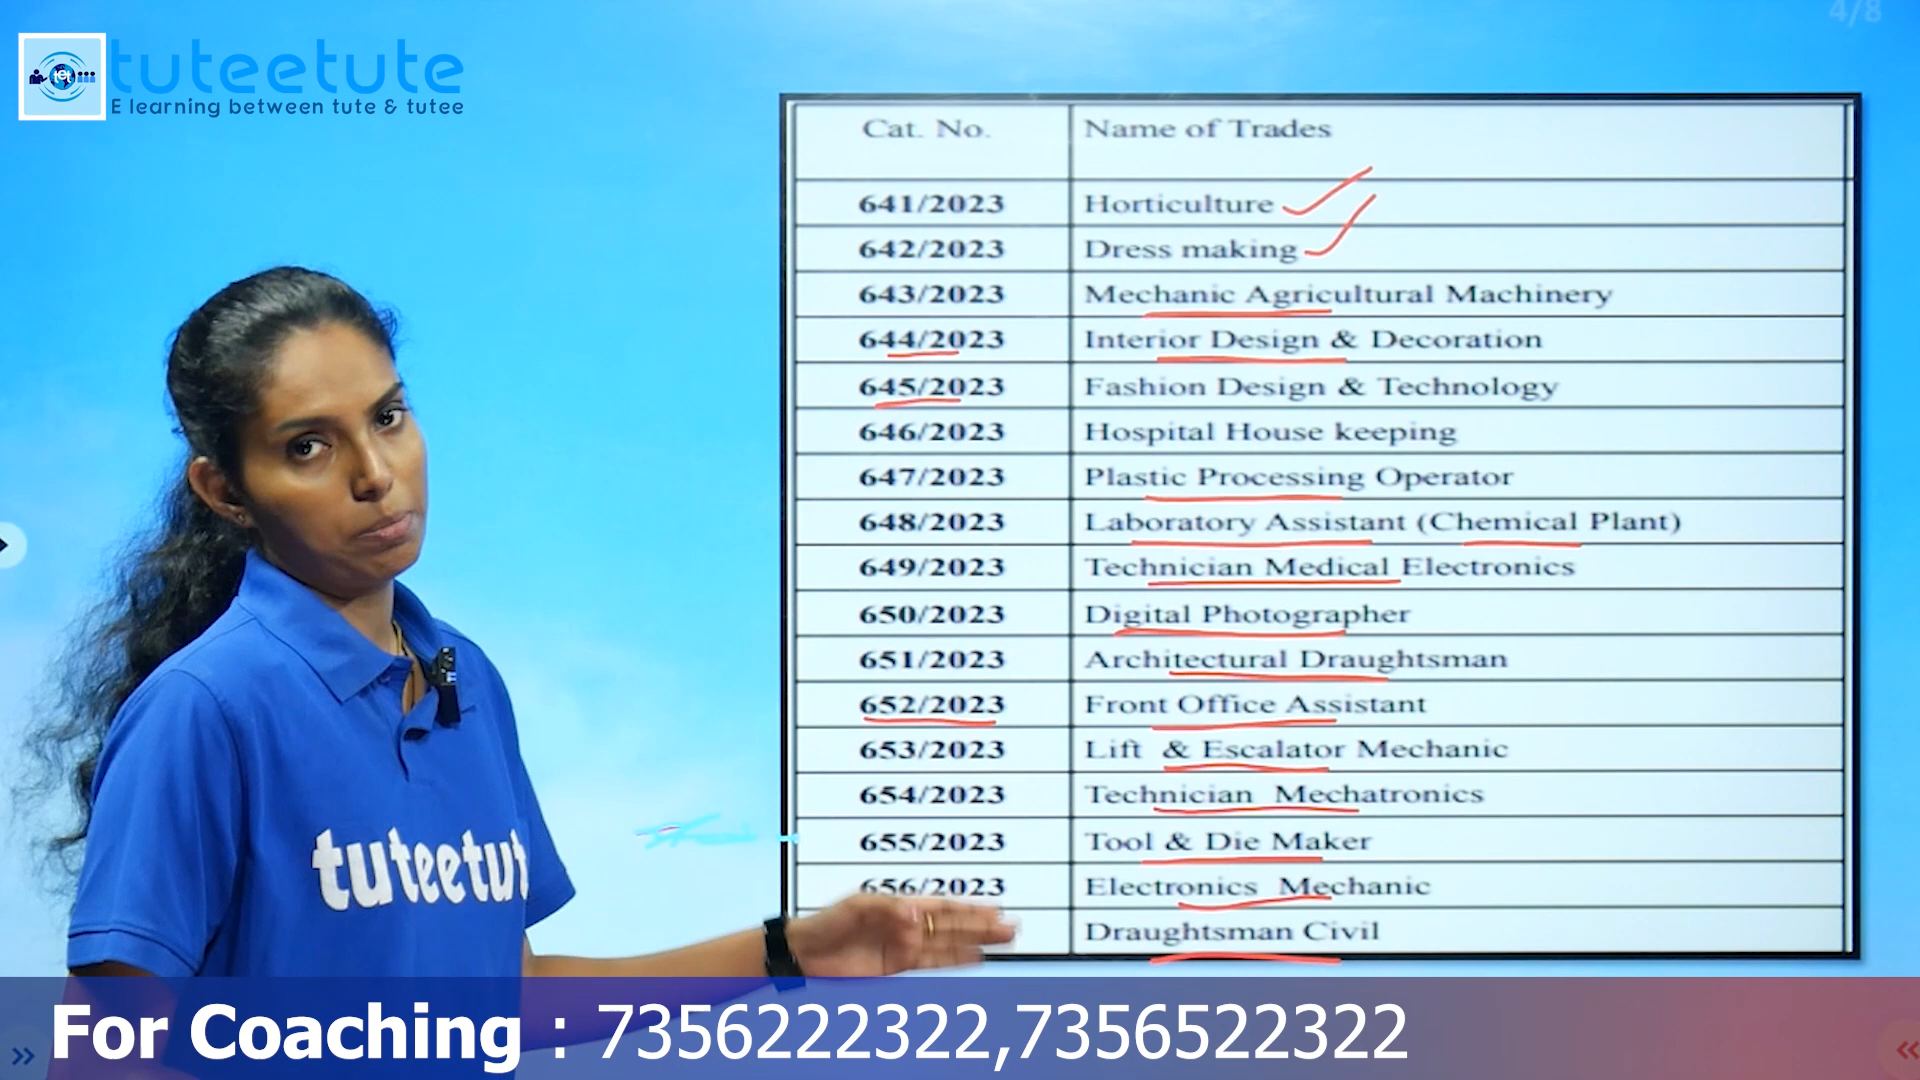 4/8
tet
tuteetute
E learning between tute & tutee
Cat. No. Name of Trades
641/2023 Horticulture
642/2023 Dress making
643/2023 Mechanic Agricultural Machinery
644/2023 Interior Design & Decoration
645/2023 Fashion Design & Technology
646/2023 Hospital House keeping
647/2023 Plastic Processing Operator
648/2023 Laboratory Assistant (Chemical Plant)
649/2023 Technician Medical Electronics
650/2023 Digital Photographer
651/2023 Architectural Draughtsman
652/2023 Front Office Assistant
653/2023 Lift & Escalator Mechanic
654/2023 Technician Mechatronics
655/2023 Tool & Die Maker
656/2023 Electronics Mechanic
Draughtsman Civil
tuteetut
For Coaching : 7356222322,7356522322